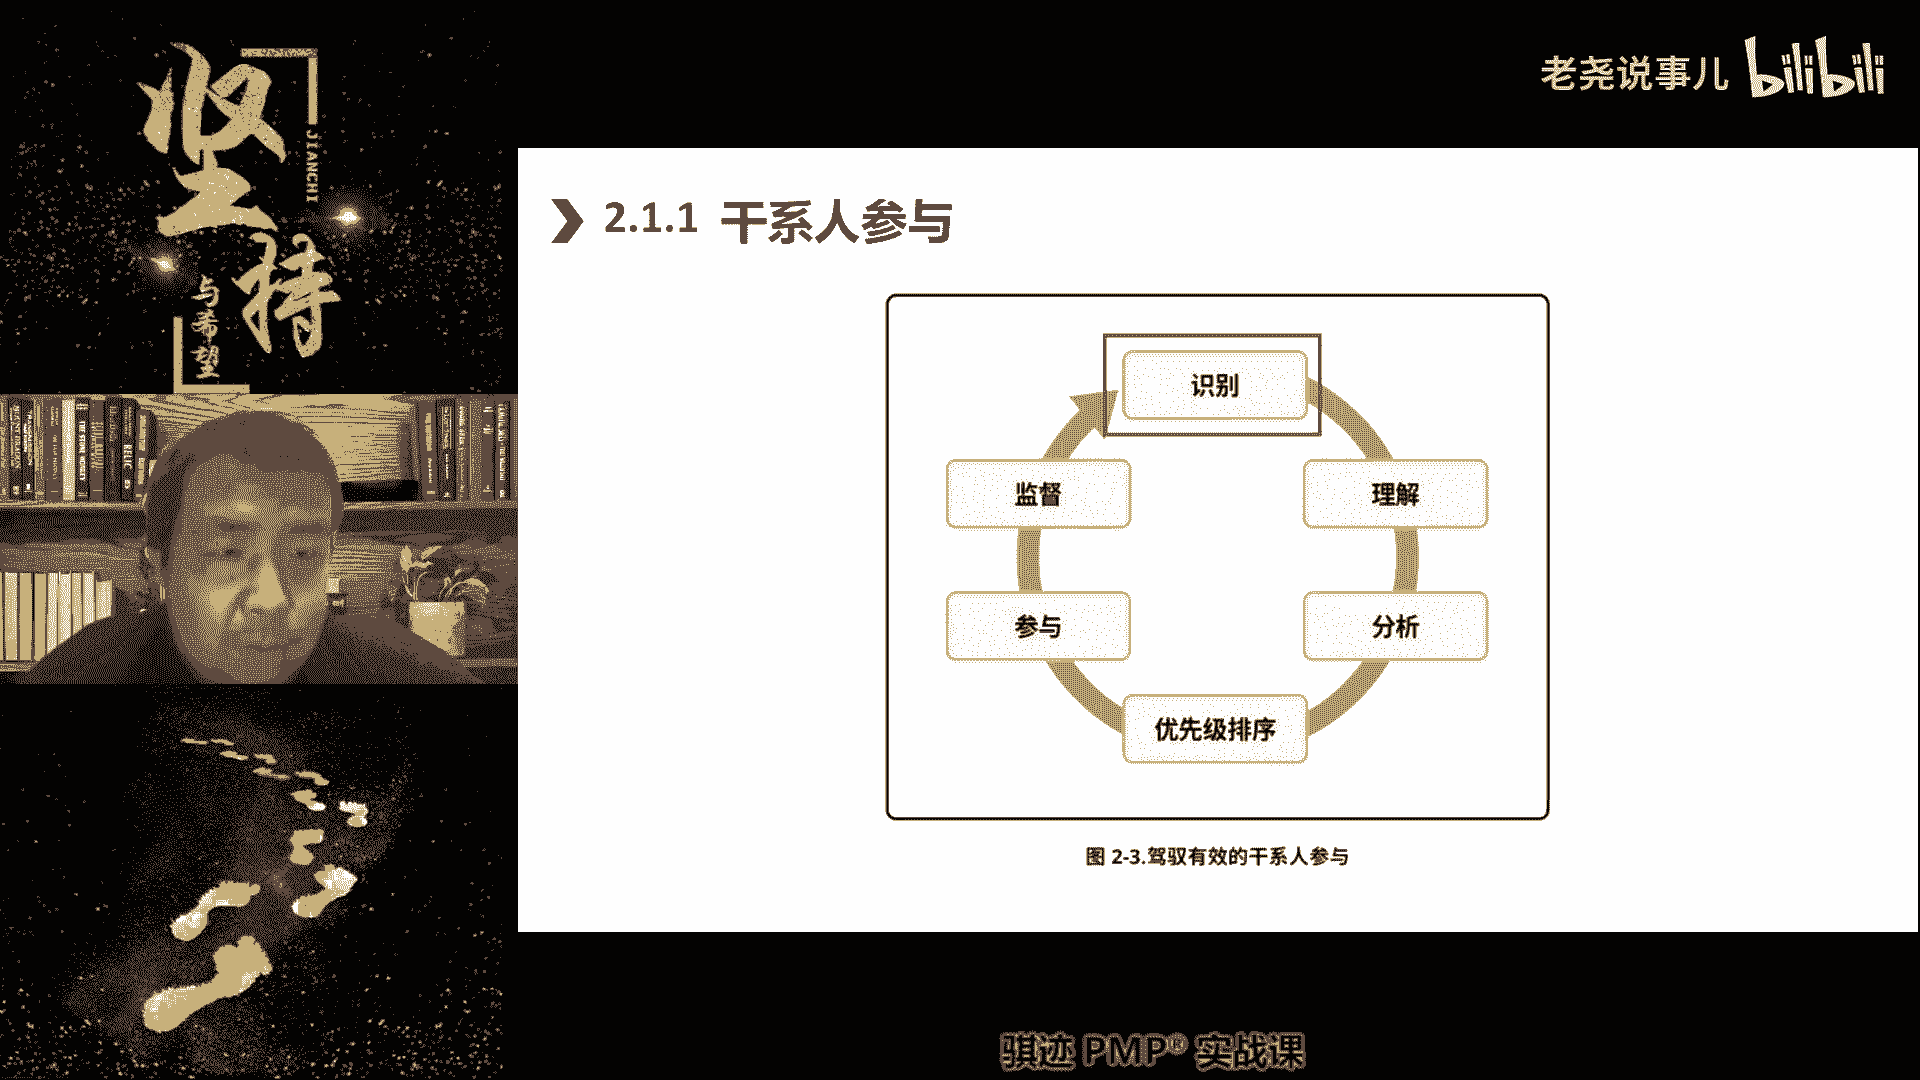 坚持
JIANCHI
与希望
老尧说事儿 bilibili
2.1.1 干系人参与
识别
监督
理解
参与
分析
优先级排序
图 2-3.驾驭有效的干系人参与
骐迹 PMP® 实战课